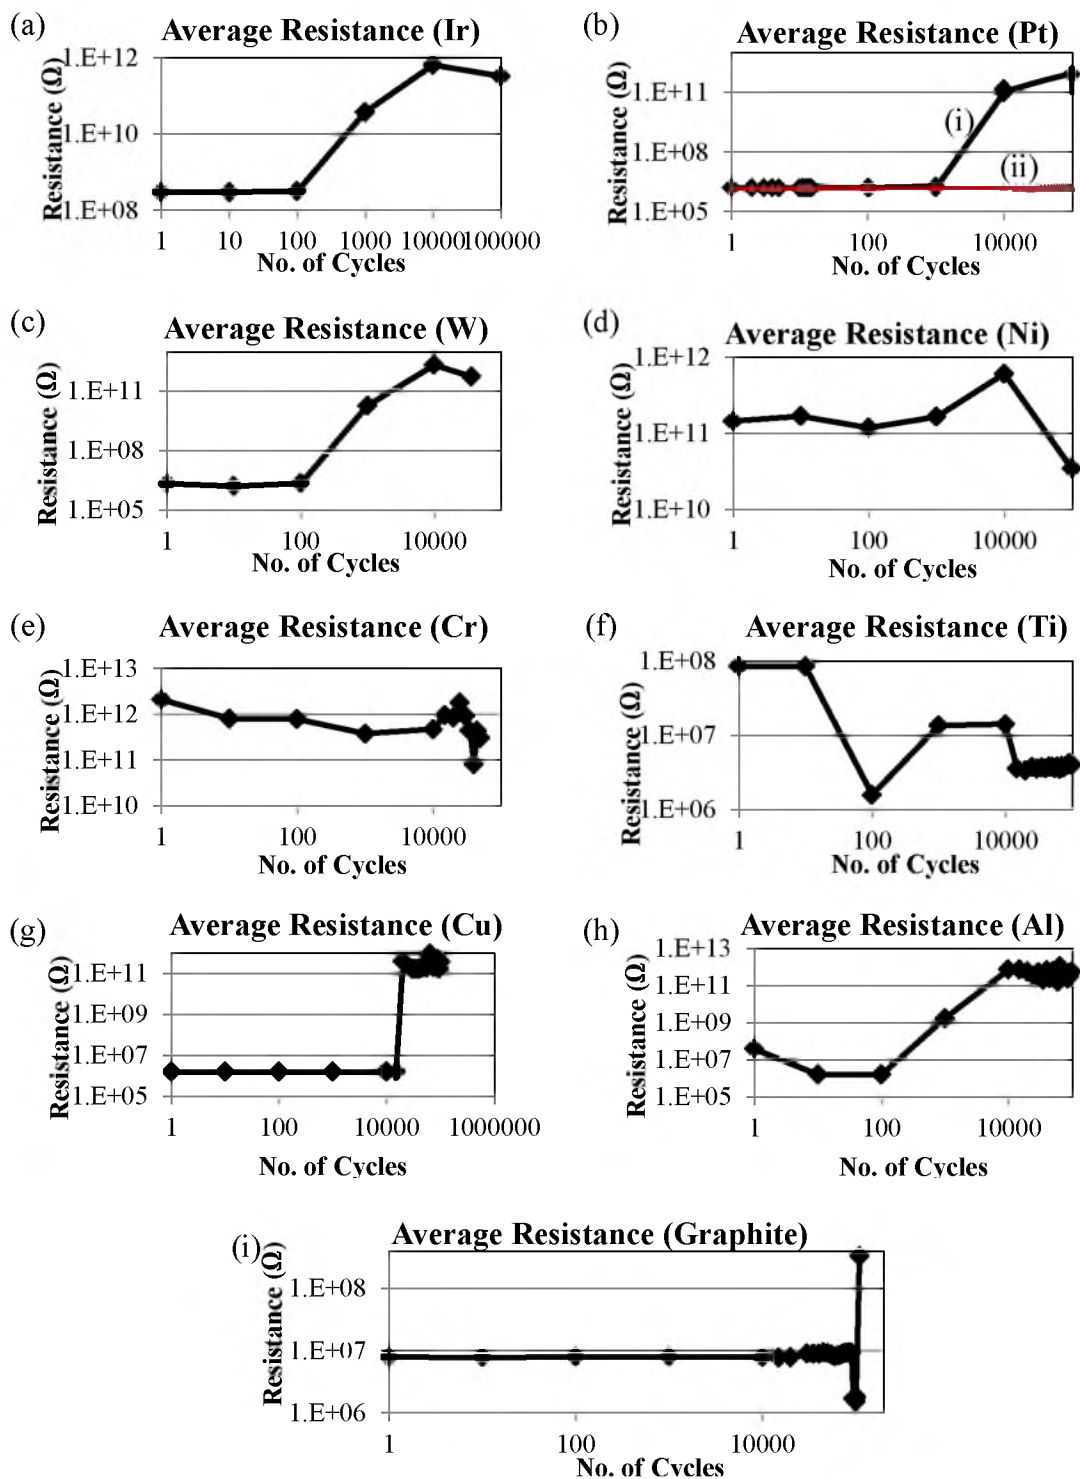 (a) Average Resistance (Ir)
Resistance (Ω)
1.E+12
1.E+10
1.E+08
1 10 100 1000 10000 100000
No. of Cycles
(b) Average Resistance (Pt)
Resistance (Ω)
1.E+11
1.E+08
1.E+05
(i)
(ii)
1 100 10000
No. of Cycles
(c) Average Resistance (W)
Resistance (Ω)
1.E+11
1.E+08
1.E+05
1 100 10000
No. of Cycles
(d) Average Resistance (Ni)
Resistance (Ω)
1.E+12
1.E+11
1.E+10
1 100 10000
No. of Cycles
(e) Average Resistance (Cr)
Resistance (Ω)
1.E+13
1.E+12
1.E+11
1.E+10
1 100 10000
No. of Cycles
(f) Average Resistance (Ti)
Resistance (Ω)
1.E+08
1.E+07
1.E+06
1 100 10000
No. of Cycles
(g) Average Resistance (Cu)
Resistance (Ω)
1.E+11
1.E+09
1.E+07
1.E+05
1 100 10000 1000000
No. of Cycles
(h) Average Resistance (Al)
Resistance (Ω)
1.E+13
1.E+11
1.E+09
1.E+07
1.E+05
1 100 10000
No. of Cycles
(i) Average Resistance (Graphite)
Resistance (Ω)
1.E+08
1.E+07
1.E+06
1 100 10000
No. of Cycles